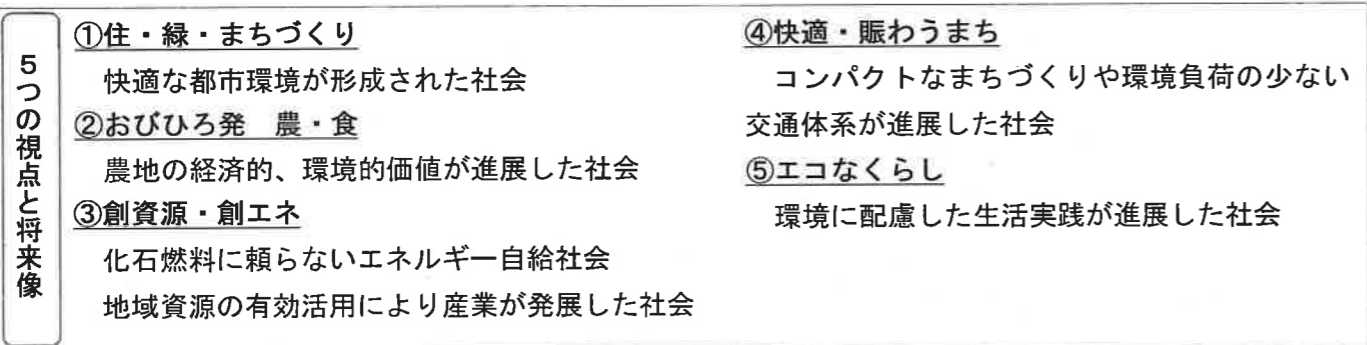 5つの視点と将来像
①住・緑・まちづくり
快適な都市環境が形成された社会
②おびひろ発　農・食
農地の経済的、環境的価値が進展した社会
③創資源・創エネ
化石燃料に頼らないエネルギー自給社会
地域資源の有効活用により産業が発展した社会
④快適・賑わうまち
コンパクトなまちづくりや環境負荷の少ない
交通体系が進展した社会
⑤エコなくらし
環境に配慮した生活実践が進展した社会